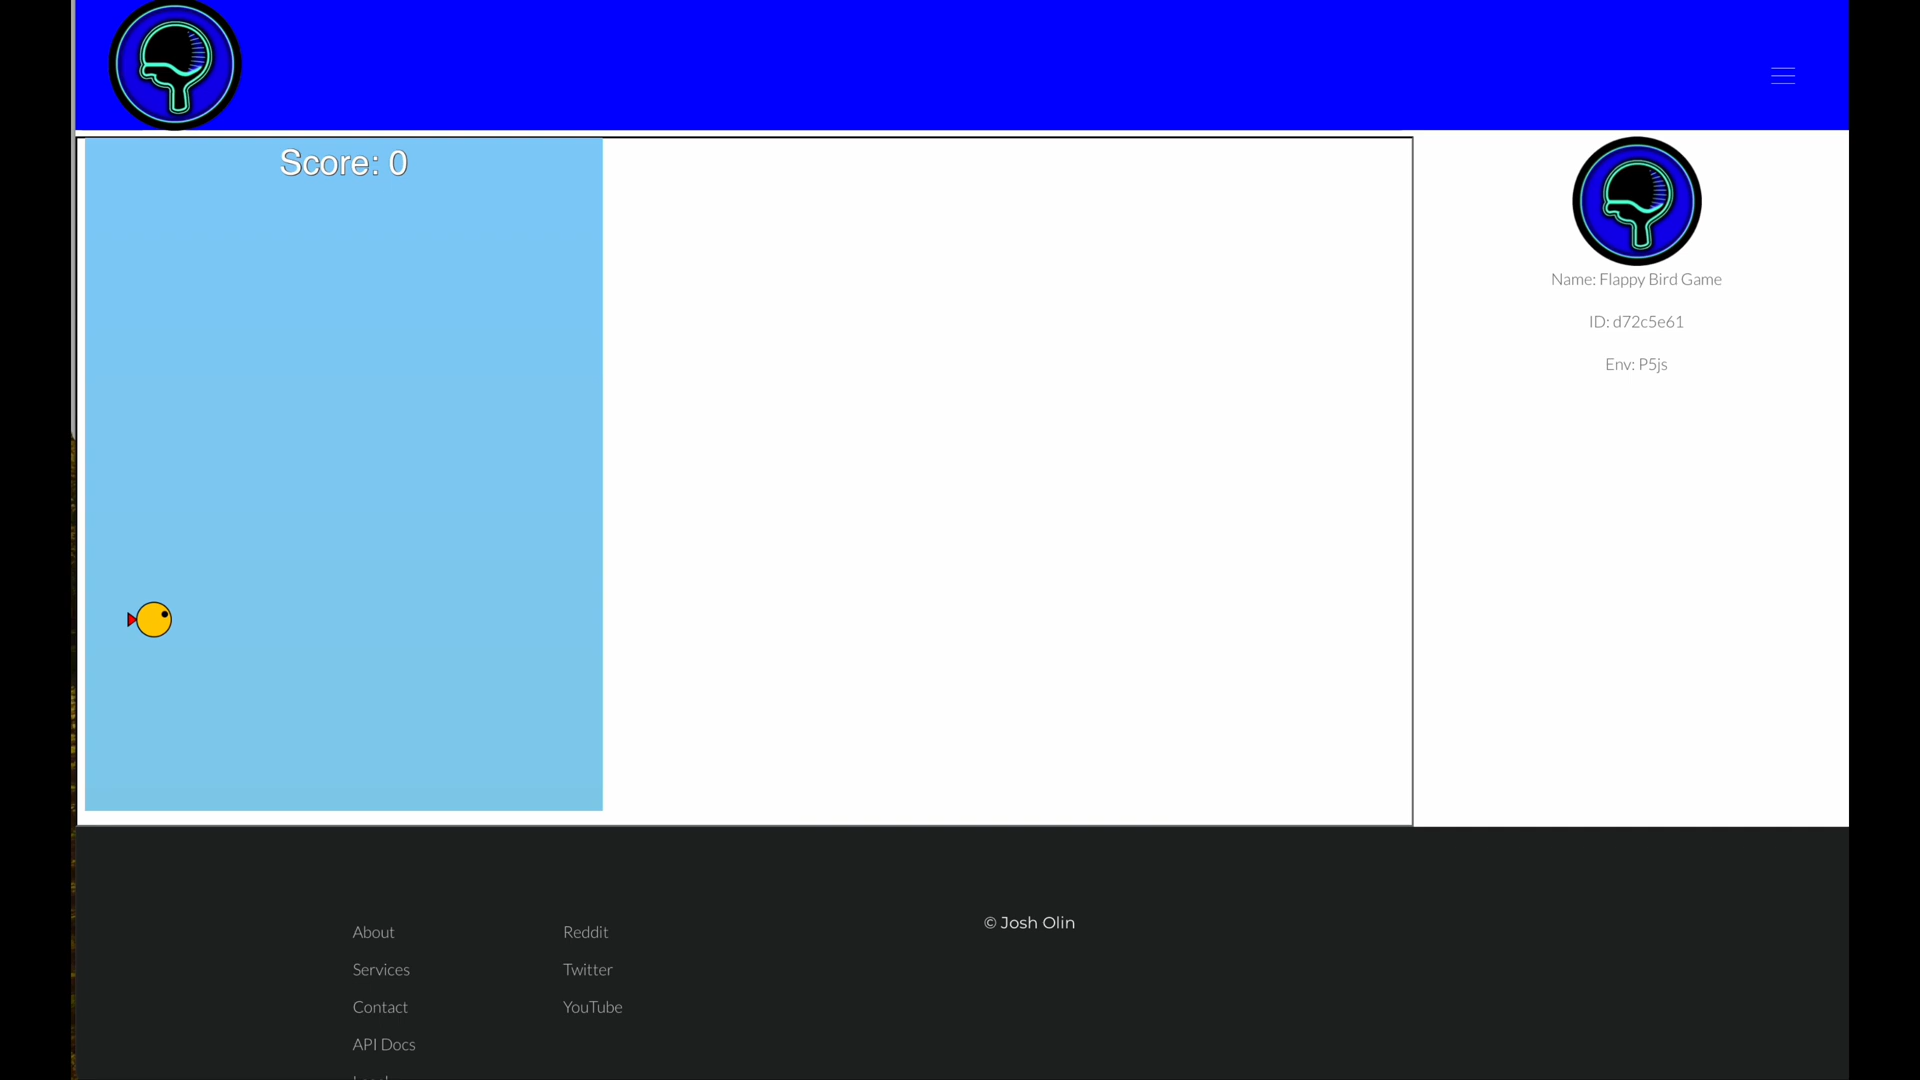 Score: 0
Name: Flappy Bird Game
ID: d72c5e61
Env: P5js
About
Services
Contact
API Docs
Reddit
Twitter
YouTube
© Josh Olin